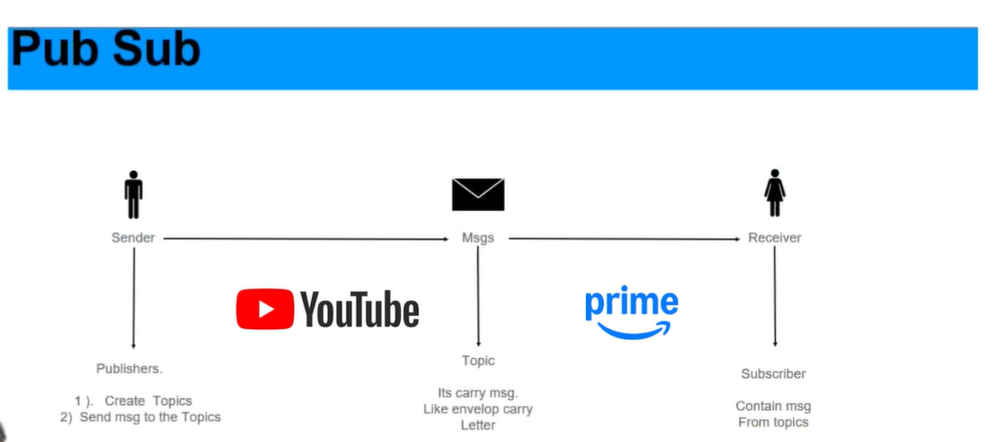 Pub Sub
Sender
Msgs
Receiver
YouTube
prime
Publishers.
1 ). Create Topics
2) Send msg to the Topics
Topic
Its carry msg.
Like envelop carry
Letter
Subscriber
Contain msg
From topics